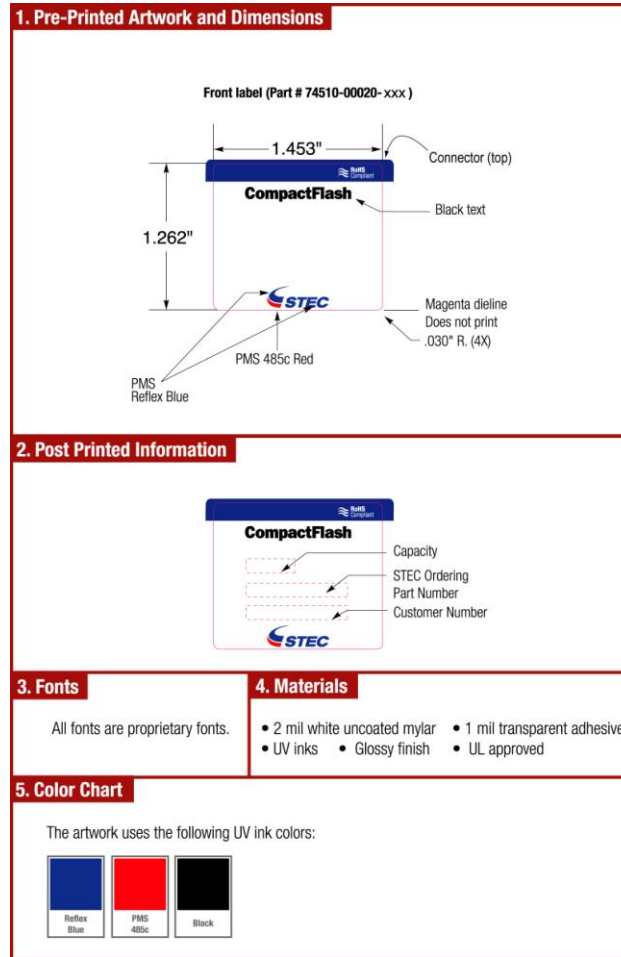 1. Pre-Printed Artwork and Dimensions
Front label (Part # 74510-00020-xxx )
1.453"
Connector (top)
RoHS
Compliant
CompactFlash
Black text
1.262"
STEC
Magenta dieline
Does not print
.030" R. (4X)
PMS 485c Red
PMS
Reflex Blue
2. Post Printed Information
RoHS
Compliant
CompactFlash
Capacity
STEC Ordering
Part Number
Customer Number
STEC
3. Fonts
All fonts are proprietary fonts.
4. Materials
• 2 mil white uncoated mylar • 1 mil transparent adhesive
• UV inks • Glossy finish • UL approved
5. Color Chart
The artwork uses the following UV ink colors:
Reflex
Blue
PMS
485c
Black